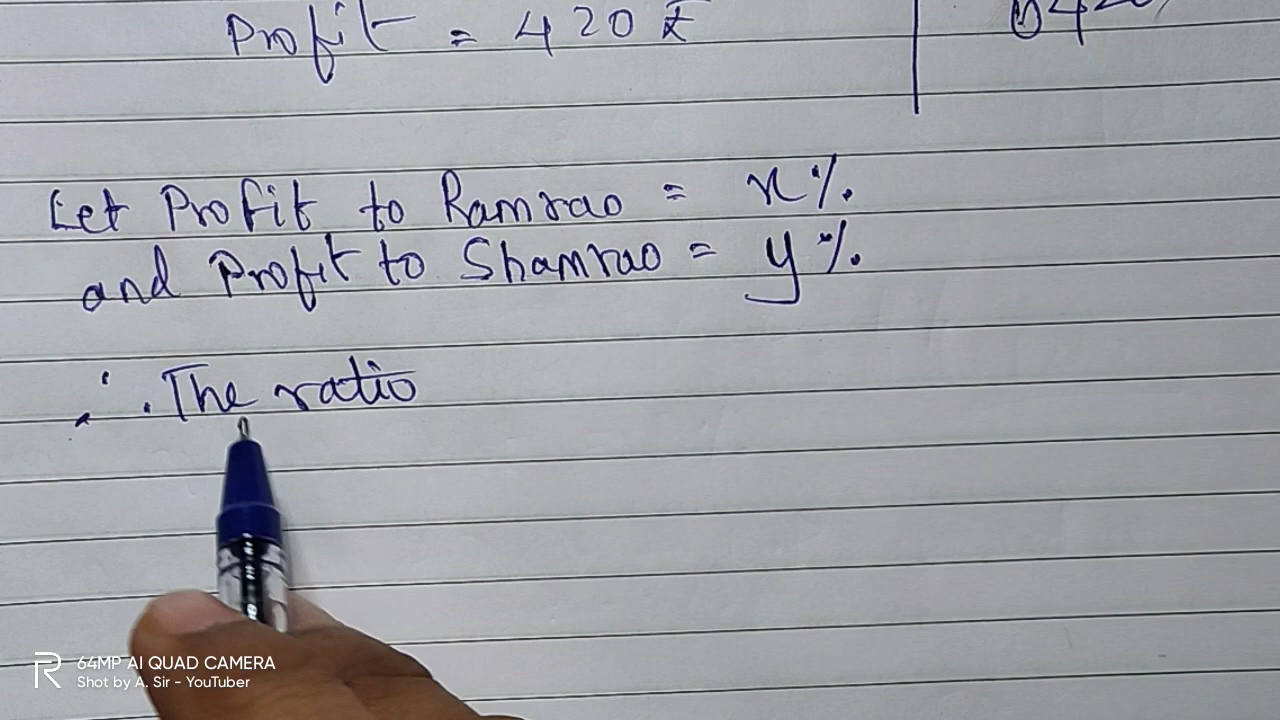 Profit = 420 ₹
Let Profit to Ramrao = x%.
and Profit to Shamrao = y%.
∴ The ratio
64MP AI QUAD CAMERA
Shot by A. Sir - YouTuber